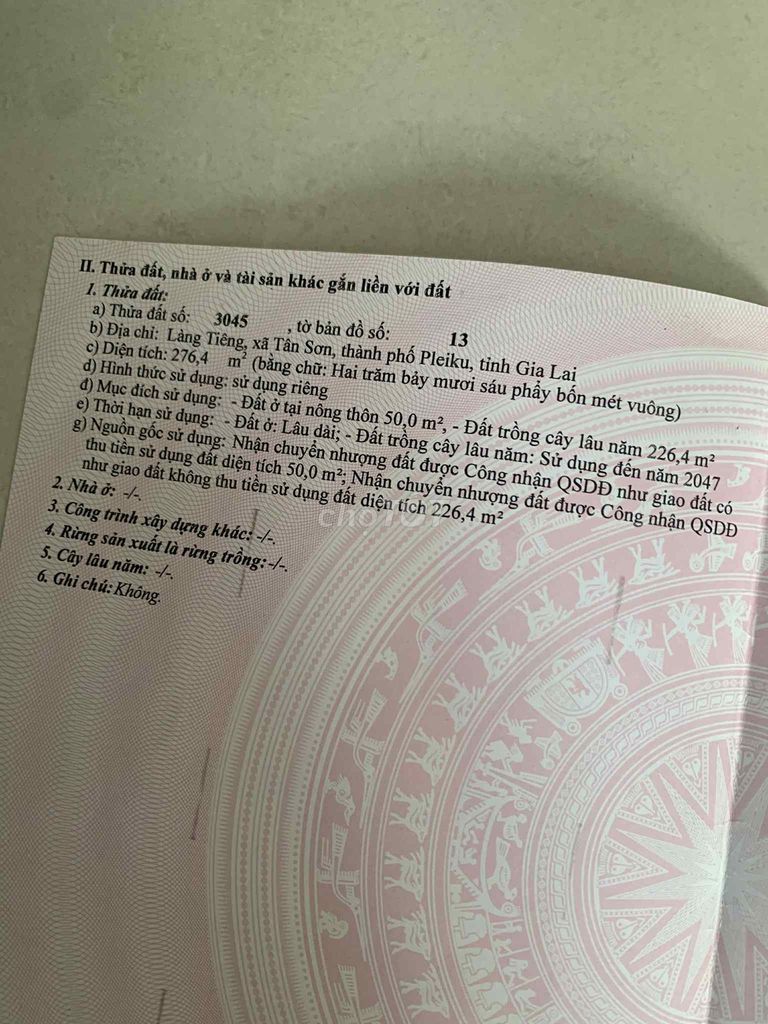 II. Thửa đất, nhà ở và tài sản khác gắn liền với đất
1. Thửa đất:
a) Thửa đất số: 3045 , tờ bản đồ số: 13
b) Địa chỉ: Làng Tiêng, xã Tân Sơn, thành phố Pleiku, tỉnh Gia Lai
c) Diện tích: 276,4 m² (bằng chữ: Hai trăm bảy mươi sáu phẩy bốn mét vuông)
d) Hình thức sử dụng: sử dụng riêng
đ) Mục đích sử dụng: - Đất ở tại nông thôn 50,0 m², - Đất trồng cây lâu năm 226,4 m²
e) Thời hạn sử dụng: - Đất ở: Lâu dài; - Đất trồng cây lâu năm: Sử dụng đến năm 2047
g) Nguồn gốc sử dụng: Nhận chuyển nhượng đất được Công nhận QSDĐ như giao đất có
thu tiền sử dụng đất diện tích 50,0 m²; Nhận chuyển nhượng đất được Công nhận QSDĐ
như giao đất không thu tiền sử dụng đất diện tích 226,4 m²
2. Nhà ở: -/-.
3. Công trình xây dựng khác: -/-.
4. Rừng sản xuất là rừng trồng: -/-.
5. Cây lâu năm: -/-.
6. Ghi chú: Không.